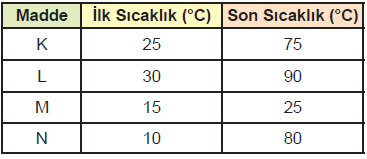 Madde İlk Sıcaklık (°C) Son Sıcaklık (°C)
K 25 75
L 30 90
M 15 25
N 10 80